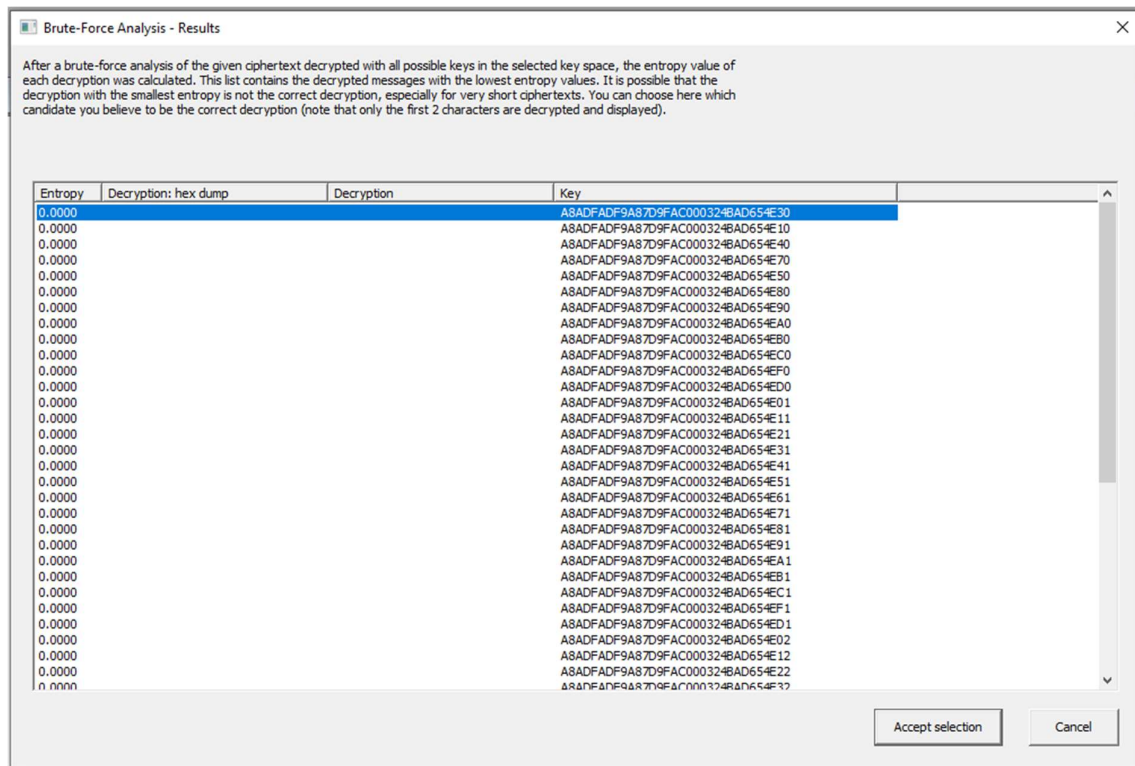 Brute-Force Analysis - Results
After a brute-force analysis of the given ciphertext decrypted with all possible keys in the selected key space, the entropy value of
each decryption was calculated. This list contains the decrypted messages with the lowest entropy values. It is possible that the
decryption with the smallest entropy is not the correct decryption, especially for very short ciphertexts. You can choose here which
candidate you believe to be the correct decryption (note that only the first 2 characters are decrypted and displayed).
Entropy Decryption: hex dump Decryption Key
0.0000 A8ADFADF9A87D9FAC000324BAD654E30
0.0000 A8ADFADF9A87D9FAC000324BAD654E10
0.0000 A8ADFADF9A87D9FAC000324BAD654E40
0.0000 A8ADFADF9A87D9FAC000324BAD654E70
0.0000 A8ADFADF9A87D9FAC000324BAD654E50
0.0000 A8ADFADF9A87D9FAC000324BAD654E80
0.0000 A8ADFADF9A87D9FAC000324BAD654E90
0.0000 A8ADFADF9A87D9FAC000324BAD654EA0
0.0000 A8ADFADF9A87D9FAC000324BAD654EB0
0.0000 A8ADFADF9A87D9FAC000324BAD654EC0
0.0000 A8ADFADF9A87D9FAC000324BAD654EF0
0.0000 A8ADFADF9A87D9FAC000324BAD654ED0
0.0000 A8ADFADF9A87D9FAC000324BAD654E01
0.0000 A8ADFADF9A87D9FAC000324BAD654E11
0.0000 A8ADFADF9A87D9FAC000324BAD654E21
0.0000 A8ADFADF9A87D9FAC000324BAD654E31
0.0000 A8ADFADF9A87D9FAC000324BAD654E41
0.0000 A8ADFADF9A87D9FAC000324BAD654E51
0.0000 A8ADFADF9A87D9FAC000324BAD654E61
0.0000 A8ADFADF9A87D9FAC000324BAD654E71
0.0000 A8ADFADF9A87D9FAC000324BAD654E81
0.0000 A8ADFADF9A87D9FAC000324BAD654E91
0.0000 A8ADFADF9A87D9FAC000324BAD654EA1
0.0000 A8ADFADF9A87D9FAC000324BAD654EB1
0.0000 A8ADFADF9A87D9FAC000324BAD654EC1
0.0000 A8ADFADF9A87D9FAC000324BAD654EF1
0.0000 A8ADFADF9A87D9FAC000324BAD654ED1
0.0000 A8ADFADF9A87D9FAC000324BAD654E02
0.0000 A8ADFADF9A87D9FAC000324BAD654E12
0.0000 A8ADFADF9A87D9FAC000324BAD654E22
0.0000 A8ADFADF9A87D9FAC000324BAD654E32
Accept selection Cancel